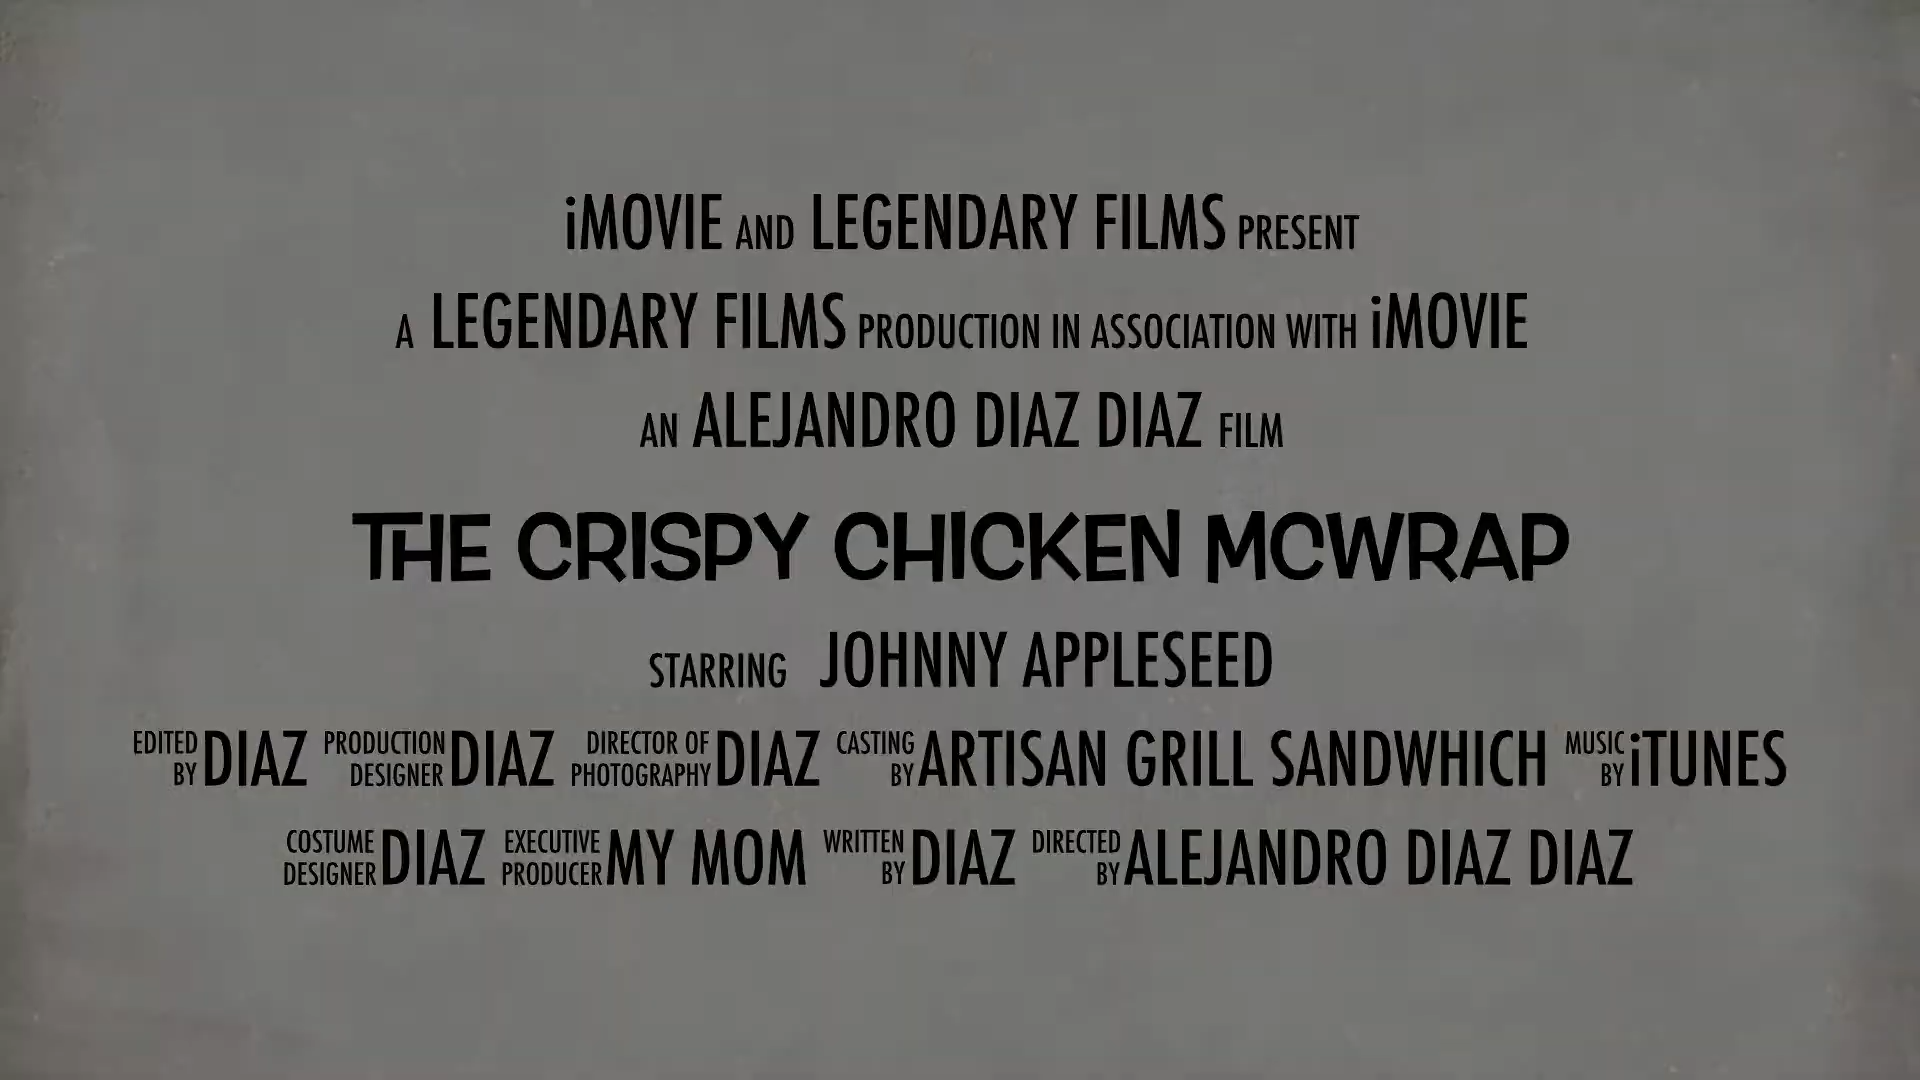 iMOVIE AND LEGENDARY FILMS PRESENT
A LEGENDARY FILMS PRODUCTION IN ASSOCIATION WITH iMOVIE
AN ALEJANDRO DIAZ DIAZ FILM
THE CRISPY CHICKEN MCWRAP
STARRING JOHNNY APPLESEED
EDITED BY DIAZ PRODUCTION DESIGNER DIAZ DIRECTOR OF PHOTOGRAPHY DIAZ CASTING BY ARTISAN GRILL SANDWHICH MUSIC BY iTUNES
COSTUME DESIGNER DIAZ EXECUTIVE PRODUCER MY MOM WRITTEN BY DIAZ DIRECTED BY ALEJANDRO DIAZ DIAZ